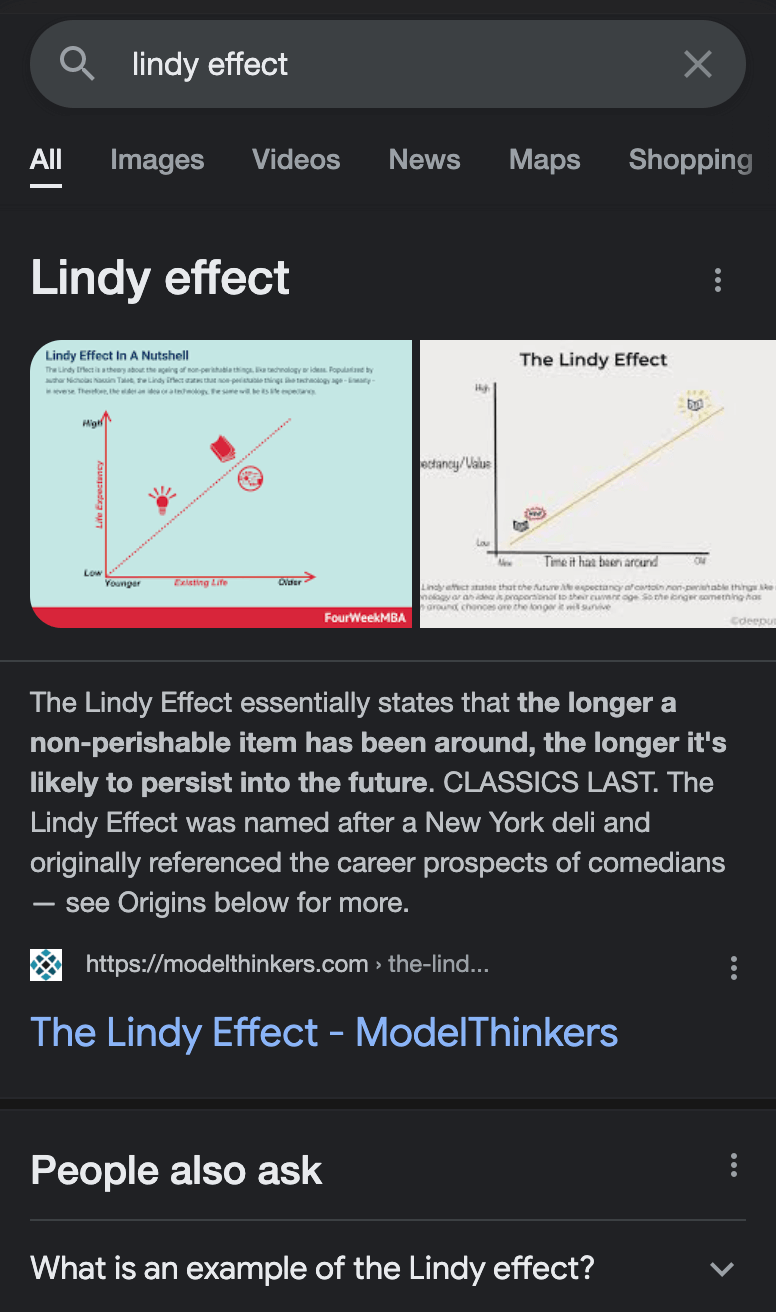 lindy effect
All Images Videos News Maps Shopping
Lindy effect
Lindy Effect In A Nutshell
The Lindy Effect is a theory about the ageing of non-perishable things, like technology or ideas. Popularized by
author Nicholas Nassim Taleb, the Lindy Effect states that non-perishable things like technology age - linearly -
in reverse. Therefore, the older an idea or a technology, the same will be its life expectancy.
High
Life Expectancy
Low
Younger Existing Life Older
FourWeekMBA
The Lindy Effect
High
ectancy/Value
Low
New Time it has been around Old
Lindy effect states that the future life expectancy of certain non-perishable things like
nology or an idea is proportional to their current age. So the longer something has
n around, chances are the longer it will survive
©deepu
The Lindy Effect essentially states that the longer a
non-perishable item has been around, the longer it's
likely to persist into the future. CLASSICS LAST. The
Lindy Effect was named after a New York deli and
originally referenced the career prospects of comedians
— see Origins below for more.
https://modelthinkers.com › the-lind...
The Lindy Effect - ModelThinkers
People also ask
What is an example of the Lindy effect?